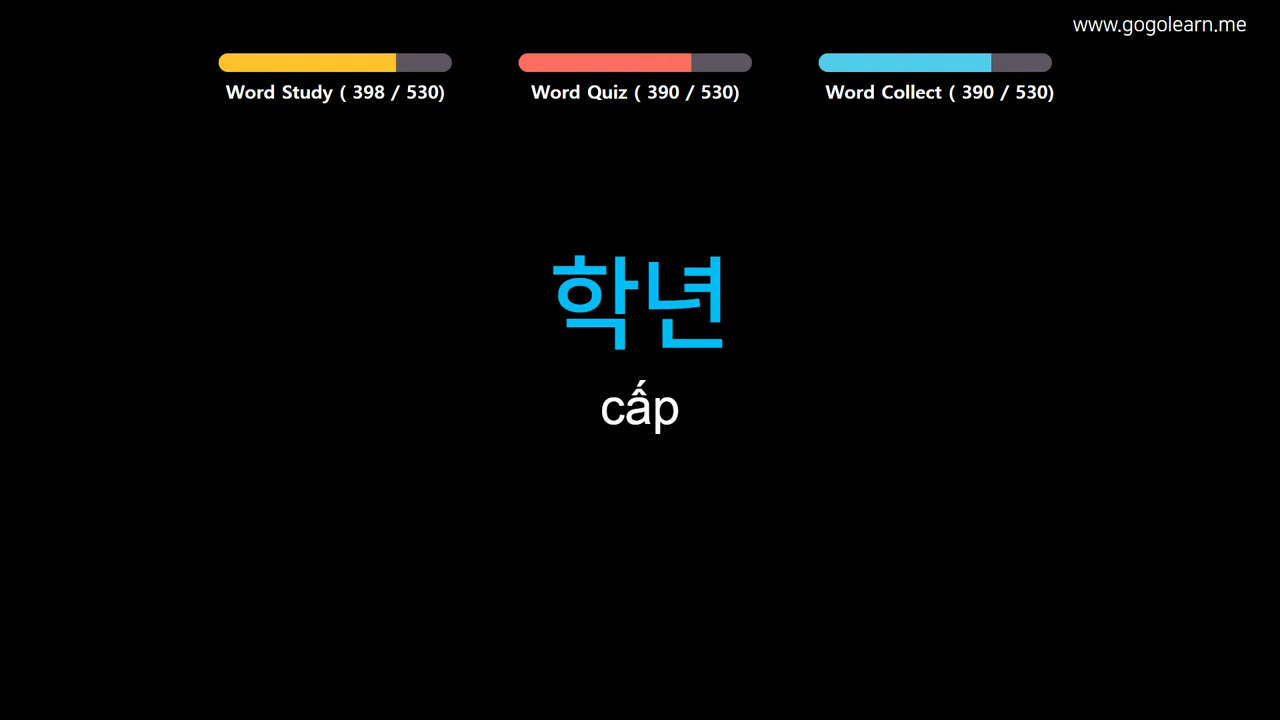 www.gogolearn.me
Word Study ( 398 / 530)
Word Quiz ( 390 / 530)
Word Collect ( 390 / 530)
학년
cấp